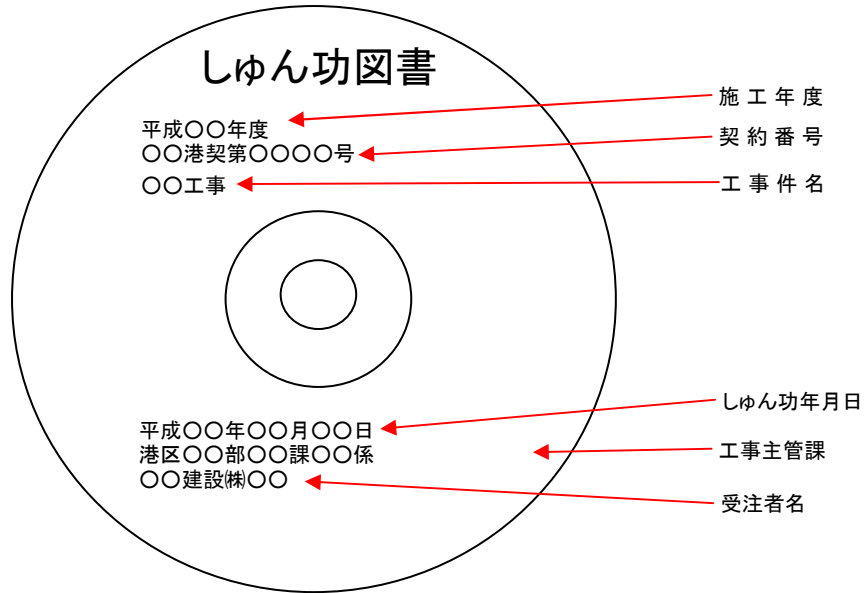 しゅん功図書
平成〇〇年度
〇〇港契第〇〇〇〇号
〇〇工事
施工年度
契約番号
工事件名
平成〇〇年〇〇月〇〇日
港区〇〇部〇〇課〇〇係
〇〇建設㈱〇〇
しゅん功年月日
工事主管課
受注者名